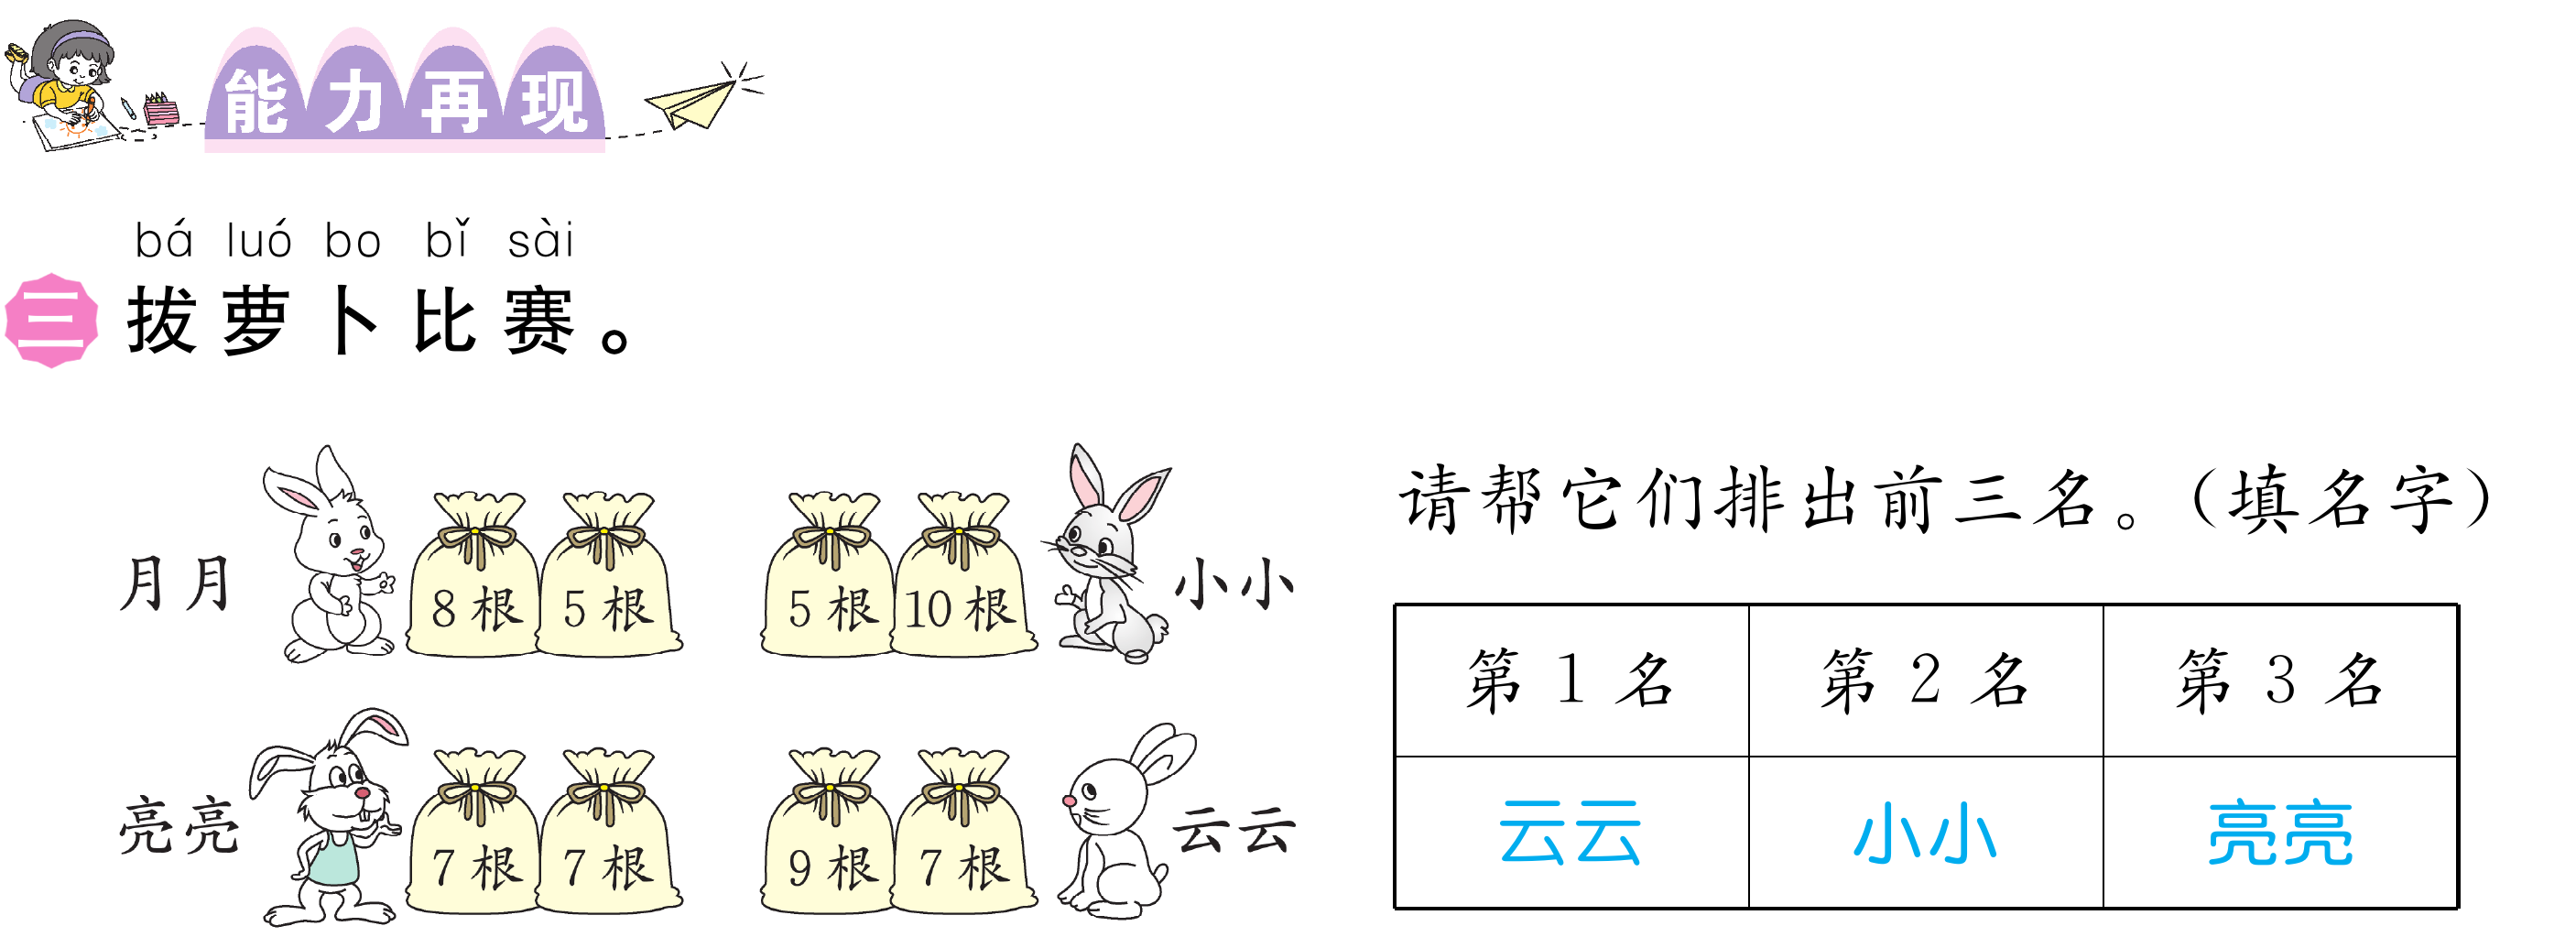 能力再现
bá luó bo bǐ sài
三 拔萝卜比赛。
月月 8根 5根
5根 10根 小小
亮亮 7根 7根
9根 7根 云云
请帮它们排出前三名。（填名字）
第1名 第2名 第3名
云云 小小 亮亮